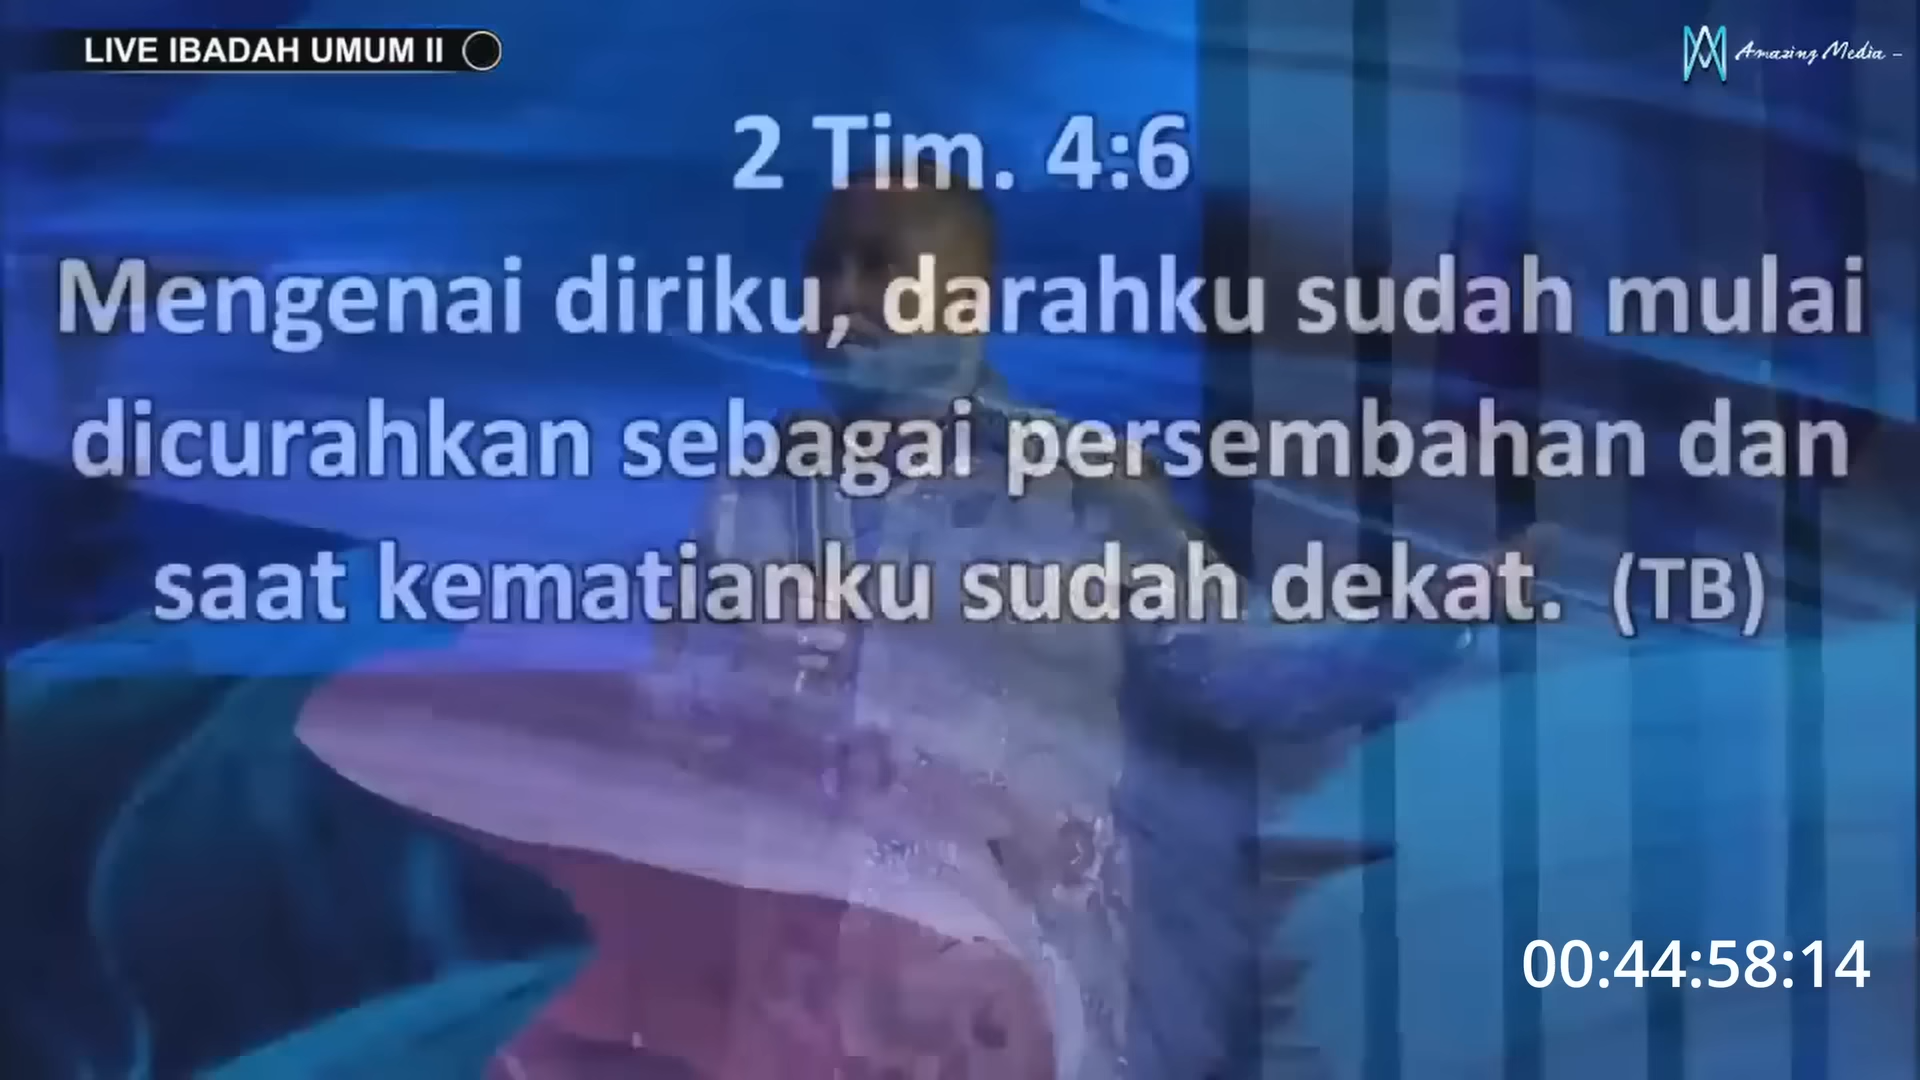 LIVE IBADAH UMUM II
Amazing Media -
2 Tim. 4:6
Mengenai diriku, darahku sudah mulai
dicurahkan sebagai persembahan dan
saat kematianku sudah dekat. (TB)
00:44:58:14